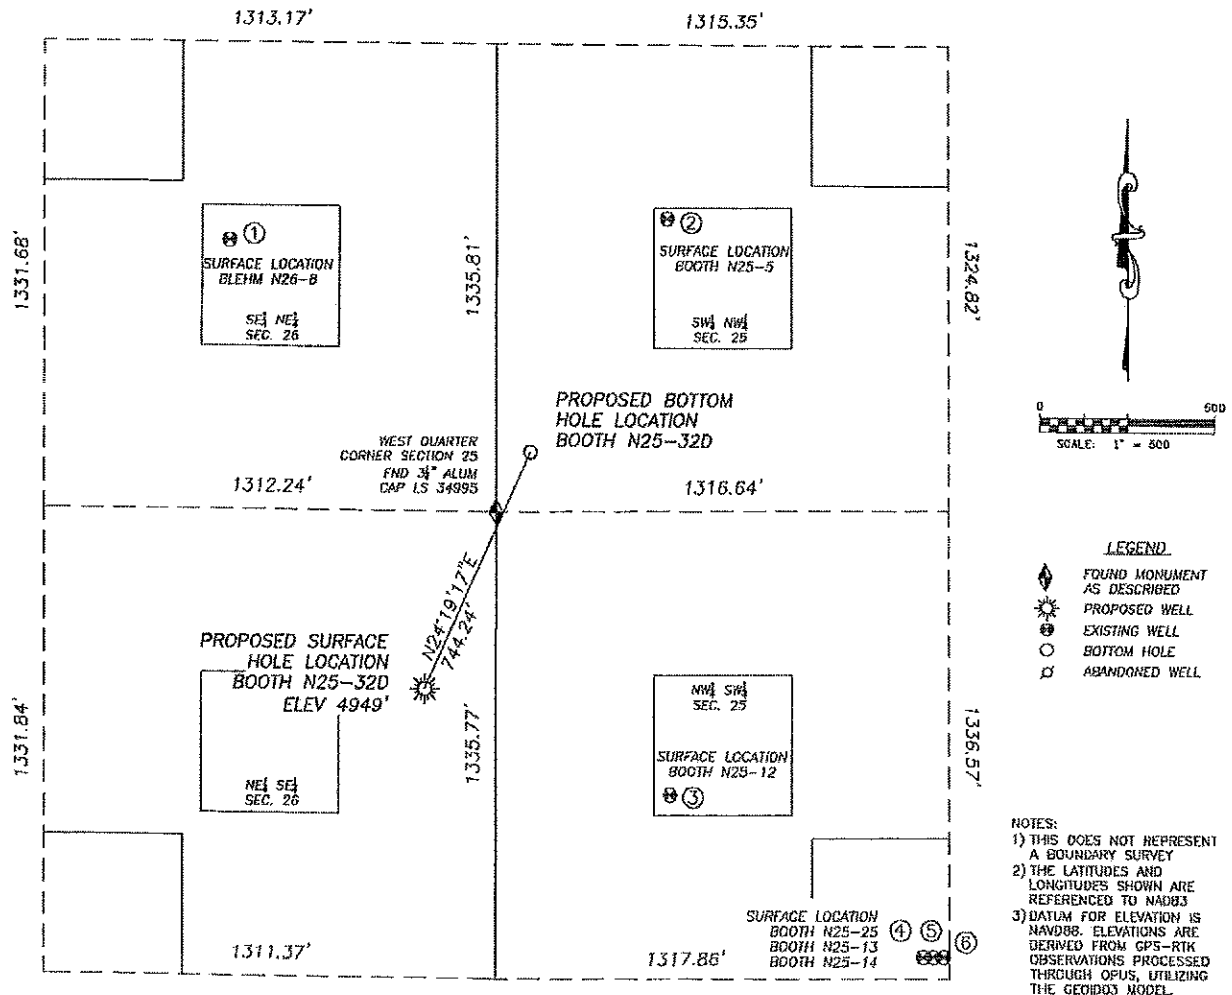 1313.17'
1315.35'
1331.68'
①
SURFACE LOCATION
BLEHM N26-8
SE¼ NE¼
SEC. 26
1335.81'
②
SURFACE LOCATION
BOOTH N25-5
SW¼ NW¼
SEC. 25
1324.82'
0
600
SCALE: 1" = 500
PROPOSED BOTTOM
HOLE LOCATION
BOOTH N25-32D
WEST QUARTER
CORNER SECTION 25
FND 3¼" ALUM
CAP LS 34995
1312.24'
1316.64'
N24°19'17"E
744.24'
PROPOSED SURFACE
HOLE LOCATION
BOOTH N25-32D
ELEV 4949'
1331.84'
NE¼ SE¼
SEC. 26
1335.77'
NW¼ SW¼
SEC. 25
SURFACE LOCATION
BOOTH N25-12
③
1336.57'
LEGEND
FOUND MONUMENT
AS DESCRIBED
PROPOSED WELL
EXISTING WELL
BOTTOM HOLE
ABANDONED WELL
1311.37'
1317.86'
SURFACE LOCATION
BOOTH N25-25 ④ ⑤
BOOTH N25-13 ⑥
BOOTH N25-14
NOTES:
1) THIS DOES NOT REPRESENT
A BOUNDARY SURVEY
2) THE LATITUDES AND
LONGITUDES SHOWN ARE
REFERENCED TO NAD83
3) DATUM FOR ELEVATION IS
NAVD88. ELEVATIONS ARE
DERIVED FROM GPS-RTK
OBSERVATIONS PROCESSED
THROUGH OPUS, UTILIZING
THE GEOID03 MODEL.